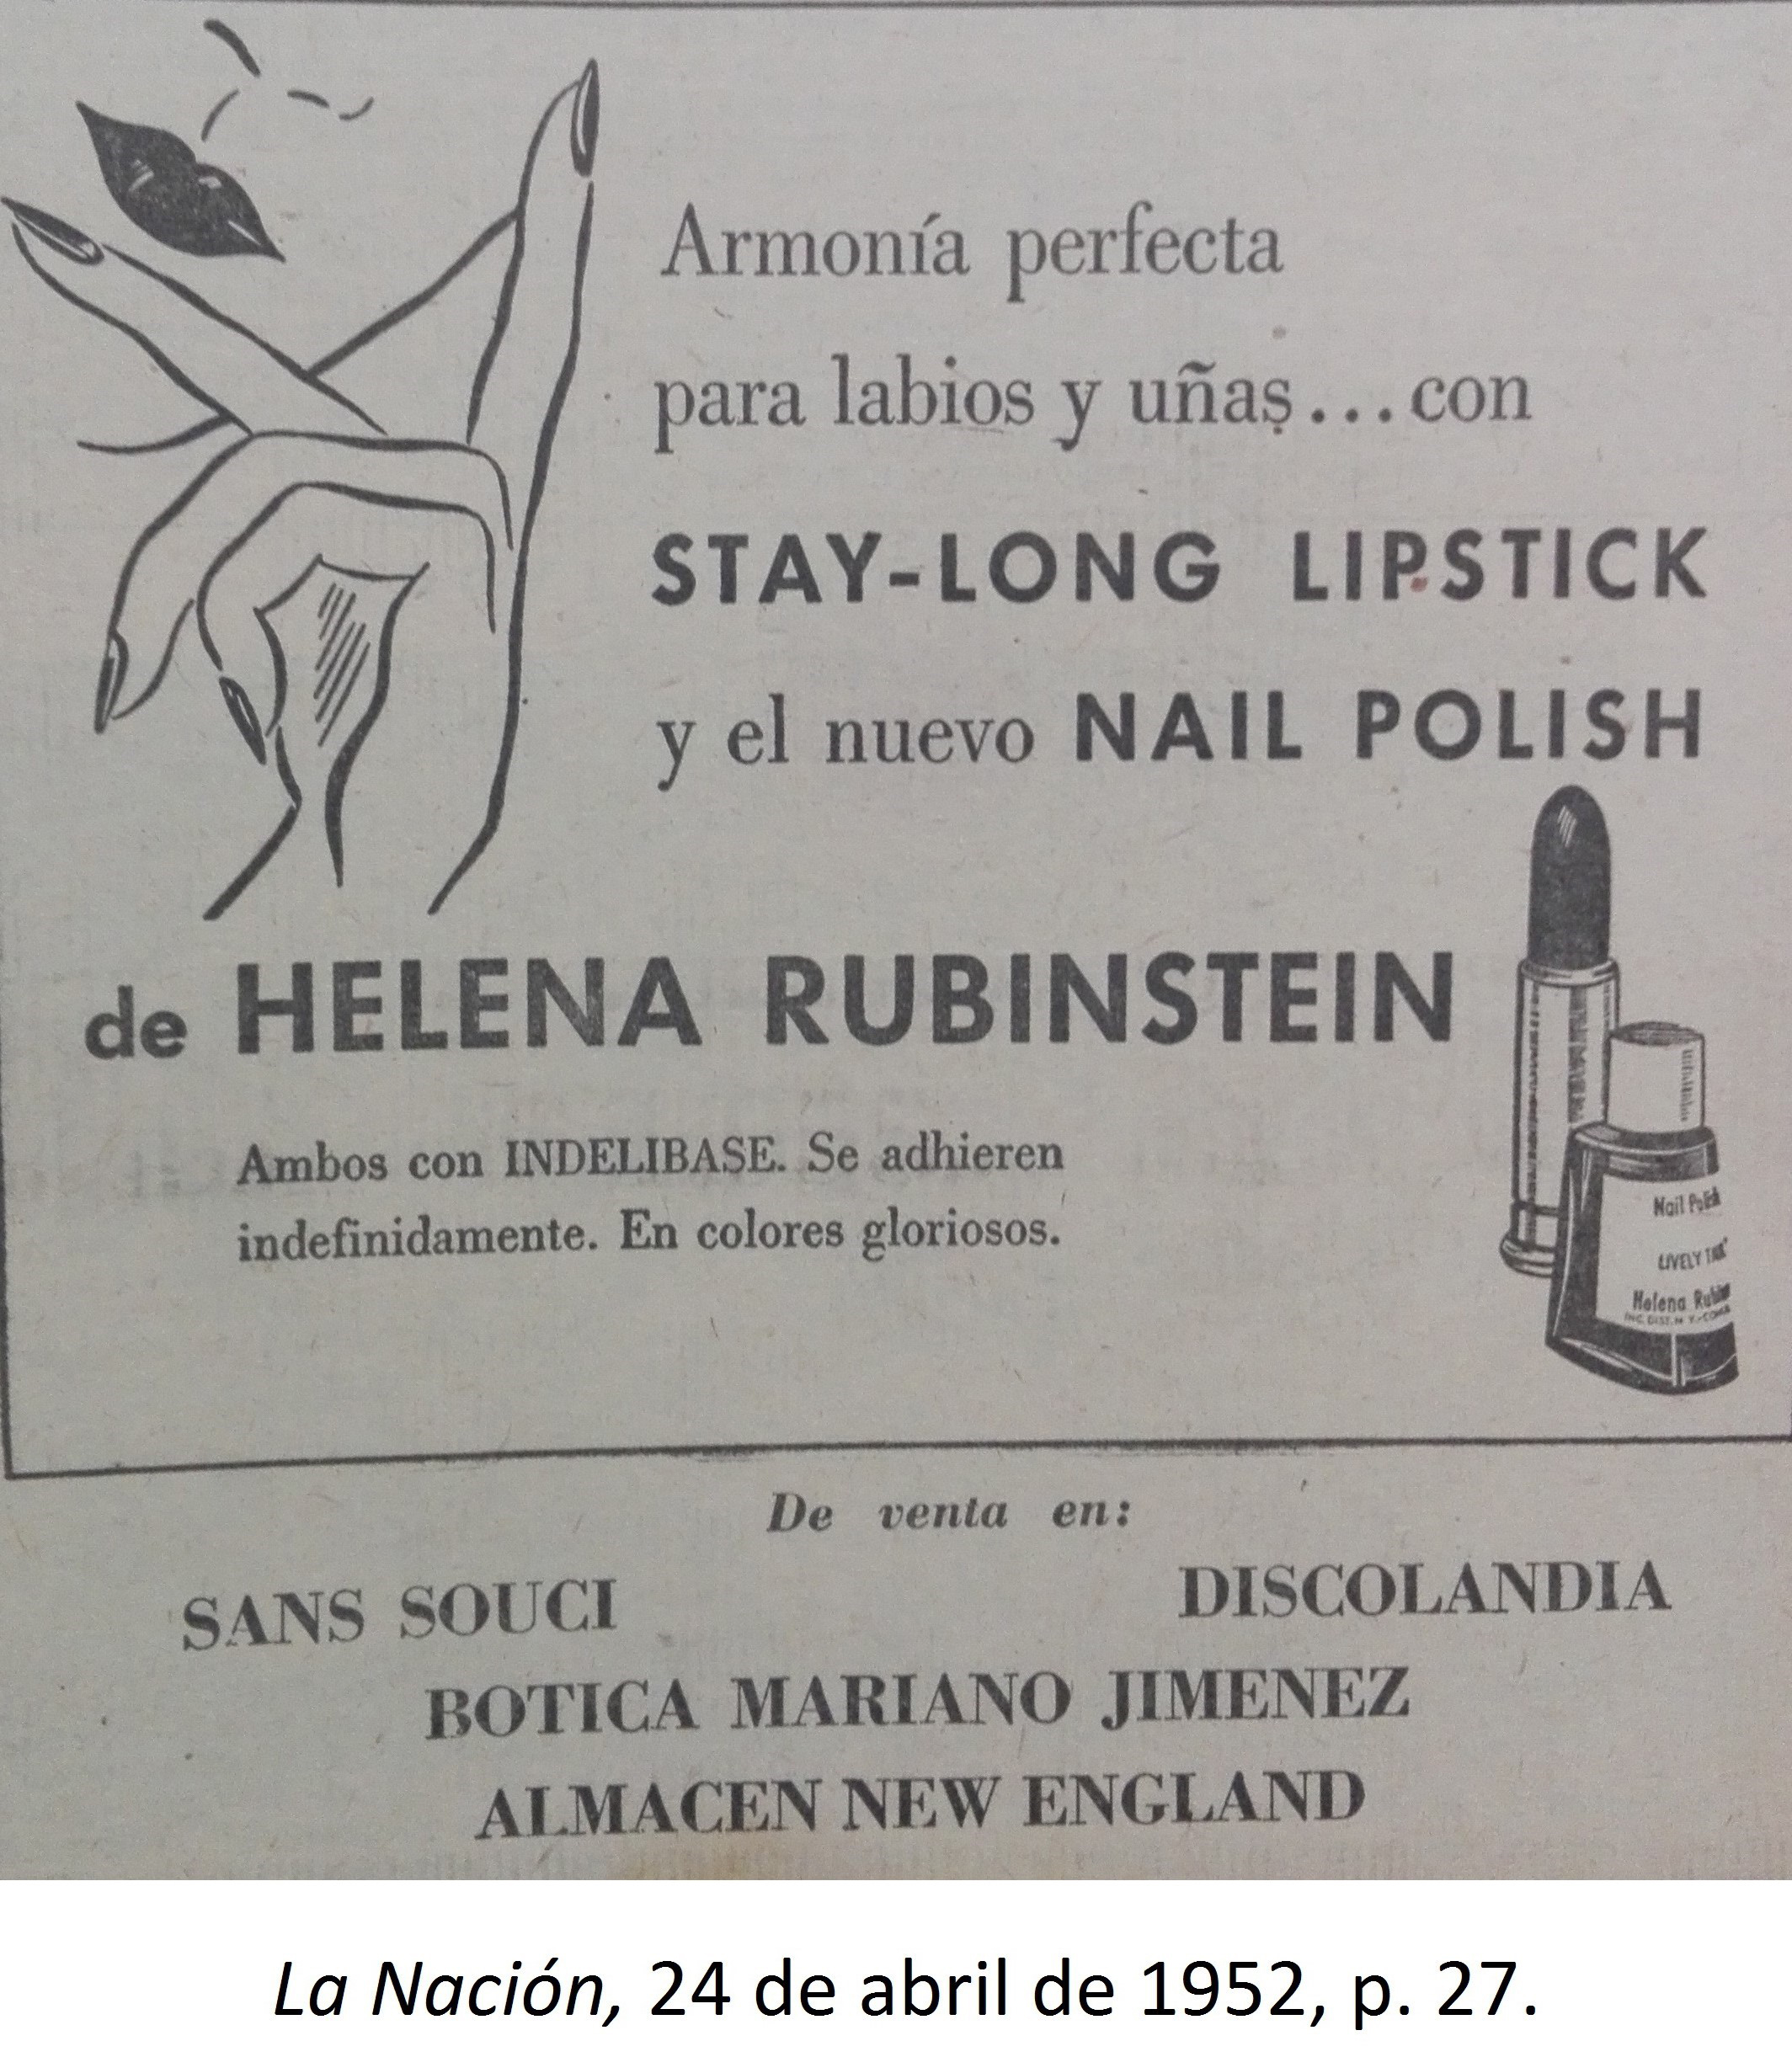 Armonía perfecta
para labios y uñas...con
STAY-LONG LIPSTICK
y el nuevo NAIL POLISH
de HELENA RUBINSTEIN
Ambos con INDELIBASE. Se adhieren
indefinidamente. En colores gloriosos.
Nail Polish
LIVELY
Helena
De venta en:
SANS SOUCI DISCOLANDIA
BOTICA MARIANO JIMENEZ
ALMACEN NEW ENGLAND
La Nación, 24 de abril de 1952, p. 27.